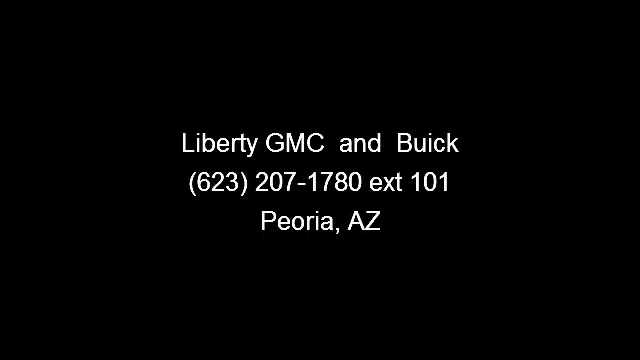 Liberty GMC  and  Buick
(623) 207-1780 ext 101
Peoria, AZ